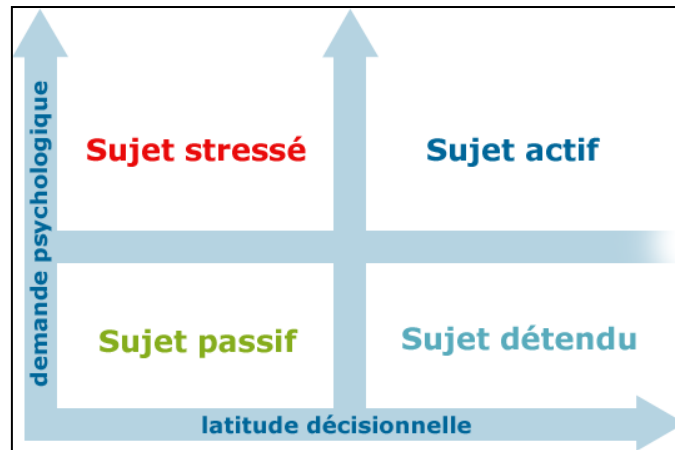 demande psychologique
Sujet stressé
Sujet actif
Sujet passif
Sujet détendu
latitude décisionnelle